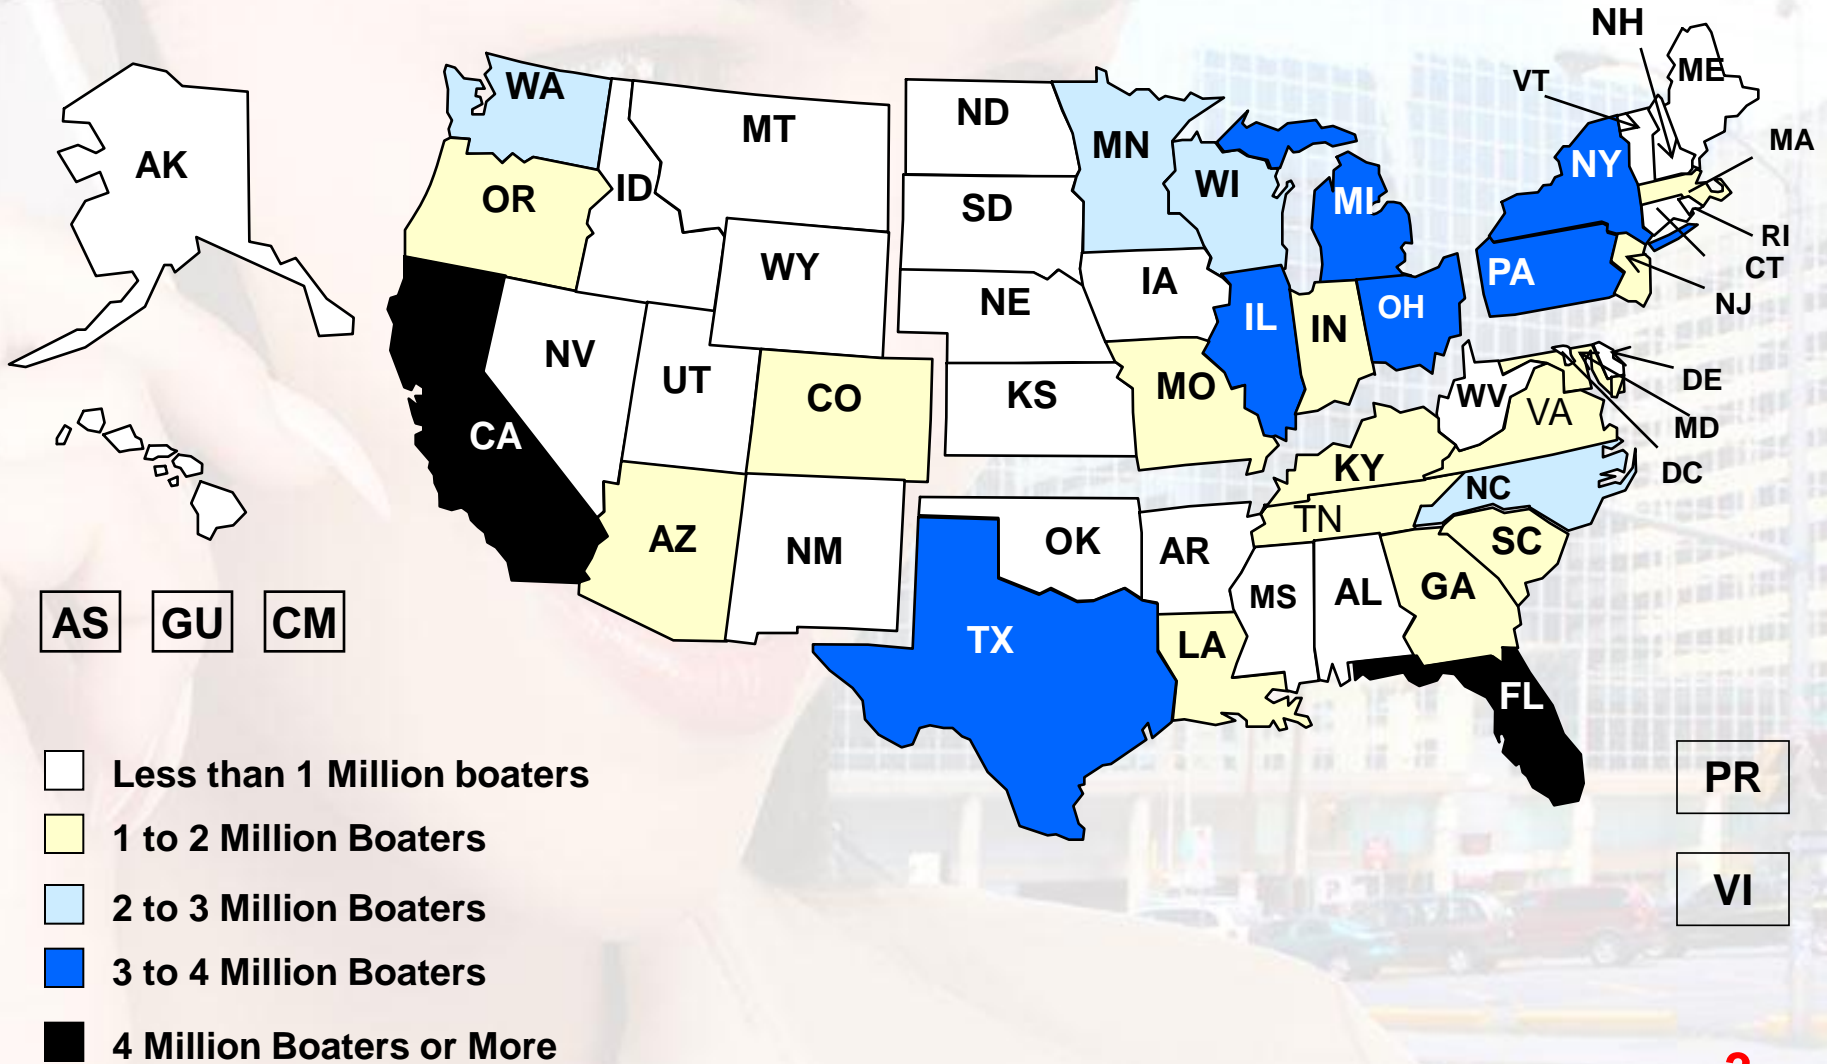 NH
VT
ME
WA
MT
ND
MN
MA
AK
NY
OR
ID
WI
MI
SD
RI
WY
CT
PA
IA
NE
NJ
IL
OH
IN
NV
UT
CO
KS
MO
DE
WV
VA
MD
CA
KY
DC
NC
TN
AZ
NM
OK
AR
SC
MS
AL
GA
AS
GU
CM
TX
LA
FL
PR
VI
Less than 1 Million boaters
1 to 2 Million Boaters
2 to 3 Million Boaters
3 to 4 Million Boaters
4 Million Boaters or More